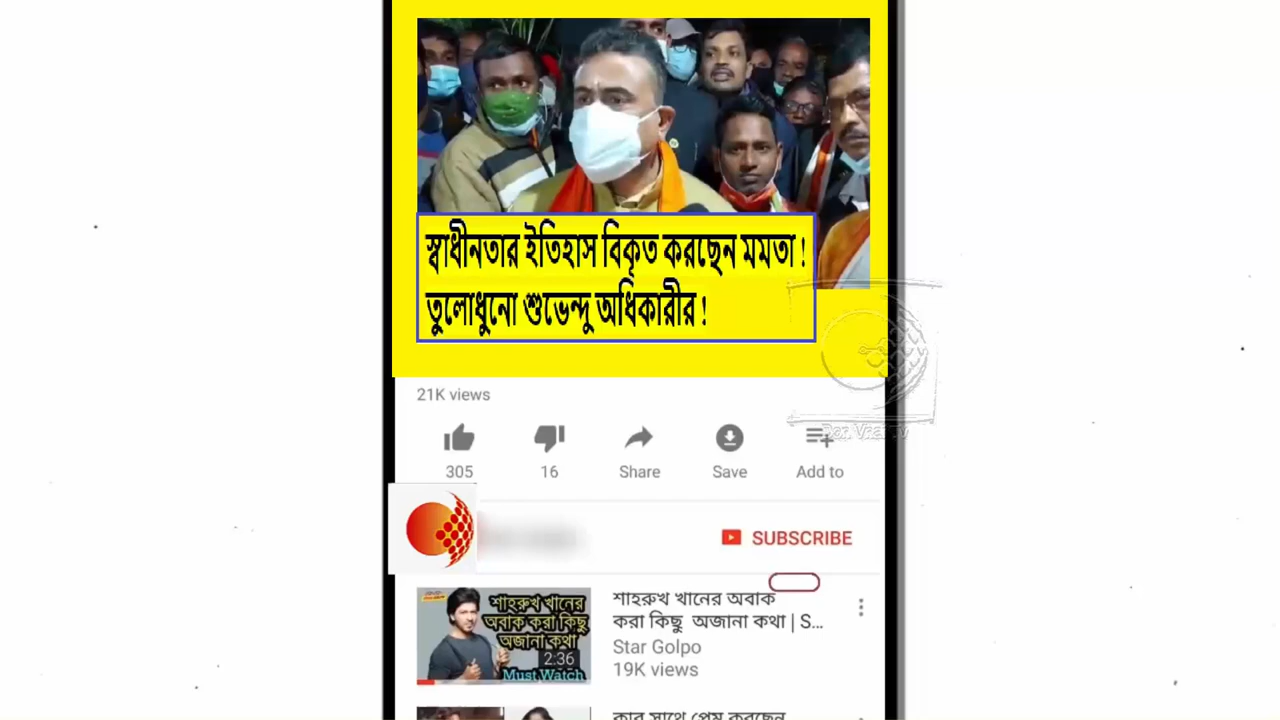 স্বাধীনতার ইতিহাস বিকৃত করছেন মমতা !
তুলোধুনো শুভেন্দু অধিকারীর !
21K views
305
16
Share
Save
Add to
SUBSCRIBE
শাহরুখ খানের
অবাক করা কিছু
অজানা কথা
2:36
Must Watch
শাহরুখ খানের অবাক
করা কিছু অজানা কথা | S...
Star Golpo
19K views
কার সাথে প্রেম করছেন